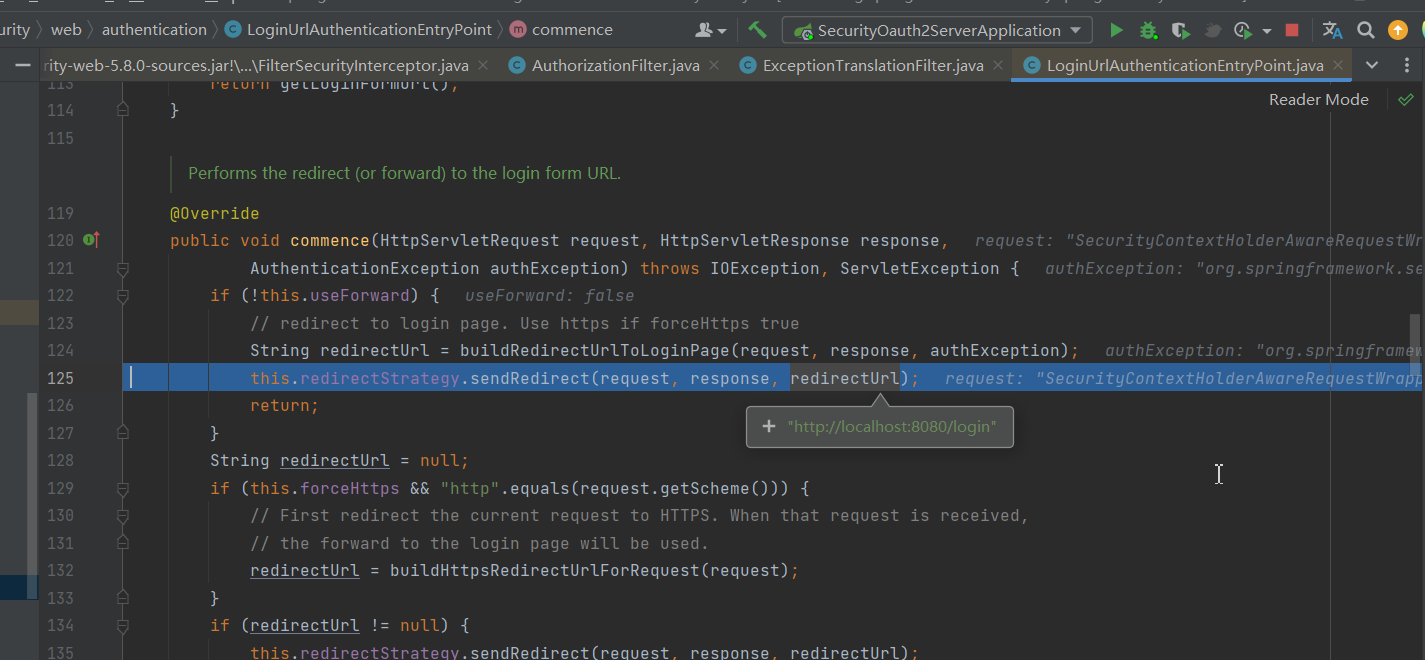 urity
web
authentication
LoginUrlAuthenticationEntryPoint
commence
SecurityOauth2ServerApplication
rity-web-5.8.0-sources.jar!\...\FilterSecurityInterceptor.java
AuthorizationFilter.java
ExceptionTranslationFilter.java
LoginUrlAuthenticationEntryPoint.java
Reader Mode
113 return getLoginFormUrl();
114 }
115
Performs the redirect (or forward) to the login form URL.
119 @Override
120 public void commence(HttpServletRequest request, HttpServletResponse response, request: "SecurityContextHolderAwareRequestWr
121 AuthenticationException authException) throws IOException, ServletException { authException: "org.springframework.se
122 if (!this.useForward) { useForward: false
123 // redirect to login page. Use https if forceHttps true
124 String redirectUrl = buildRedirectUrlToLoginPage(request, response, authException); authException: "org.springframew
125 this.redirectStrategy.sendRedirect(request, response, redirectUrl); request: "SecurityContextHolderAwareRequestWrapp
126 return;
+ "http://localhost:8080/login"
127 }
128 String redirectUrl = null;
129 if (this.forceHttps && "http".equals(request.getScheme())) {
130 // First redirect the current request to HTTPS. When that request is received,
131 // the forward to the login page will be used.
132 redirectUrl = buildHttpsRedirectUrlForRequest(request);
133 }
134 if (redirectUrl != null) {
135 this.redirectStrategy.sendRedirect(request, response, redirectUrl);